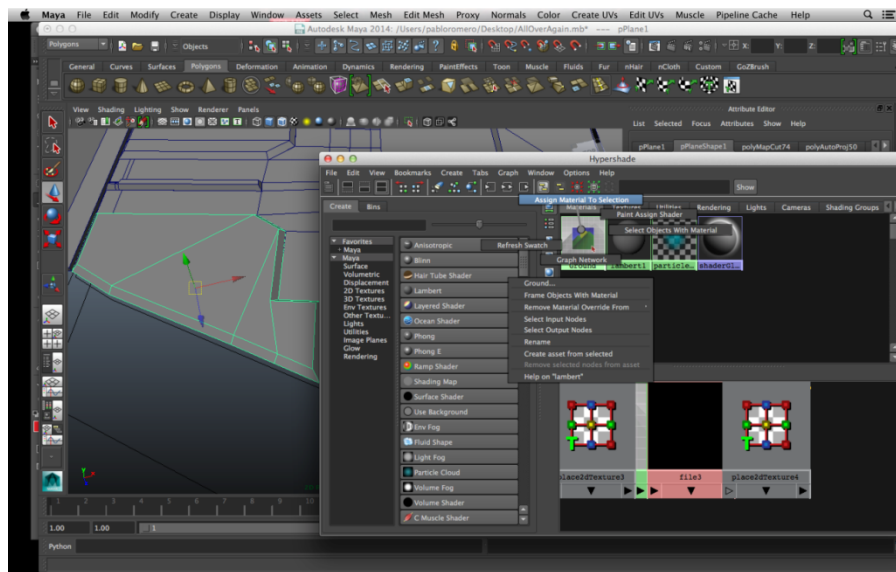 Maya File Edit Modify Create Display Window Assets Select Mesh Edit Mesh Proxy Normals Color Create UVs Edit UVs Muscle Pipeline Cache Help
Autodesk Maya 2014: /Users/pabloromero/Desktop/AllOverAgain.mb* --- pPlane1
Polygons
Objects
X: Y: Z:
General Curves Surfaces Polygons Deformation Animation Dynamics Rendering PaintEffects Toon Muscle Fluids Fur nHair nCloth Custom GoZBrush
View Shading Lighting Show Renderer Panels
Attribute Editor
List Selected Focus Attributes Show Help
pPlane1 pPlaneShape1 polyMapCut74 polyAutoProj50
Hypershade
File Edit View Bookmarks Create Tabs Graph Window Options Help
Show
Create Bins
Assign Material To Selection
Materials Textures Utilities Rendering Lights Cameras Shading Groups
Paint Assign Shader
Select Objects With Material
Refresh Swatch
Graph Network
Ground lambert1 particle... shader01...
Favorites
+ Maya
Maya
Surface
Volumetric
Displacement
2D Textures
3D Textures
Env Textures
Other Textu...
Lights
Utilities
Image Planes
Glow
Rendering
Anisotropic
Blinn
Hair Tube Shader
Lambert
Layered Shader
Ocean Shader
Phong
Phong E
Ramp Shader
Shading Map
Surface Shader
Use Background
Env Fog
Fluid Shape
Light Fog
Particle Cloud
Volume Fog
Volume Shader
C Muscle Shader
Ground...
Frame Objects With Material
Remove Material Override From
Select Input Nodes
Select Output Nodes
Rename
Create asset from selected
Remove selected nodes from asset
Help on "lambert"
place2dTexture3 file3 place2dTexture4
1.00 1.00 1
Python